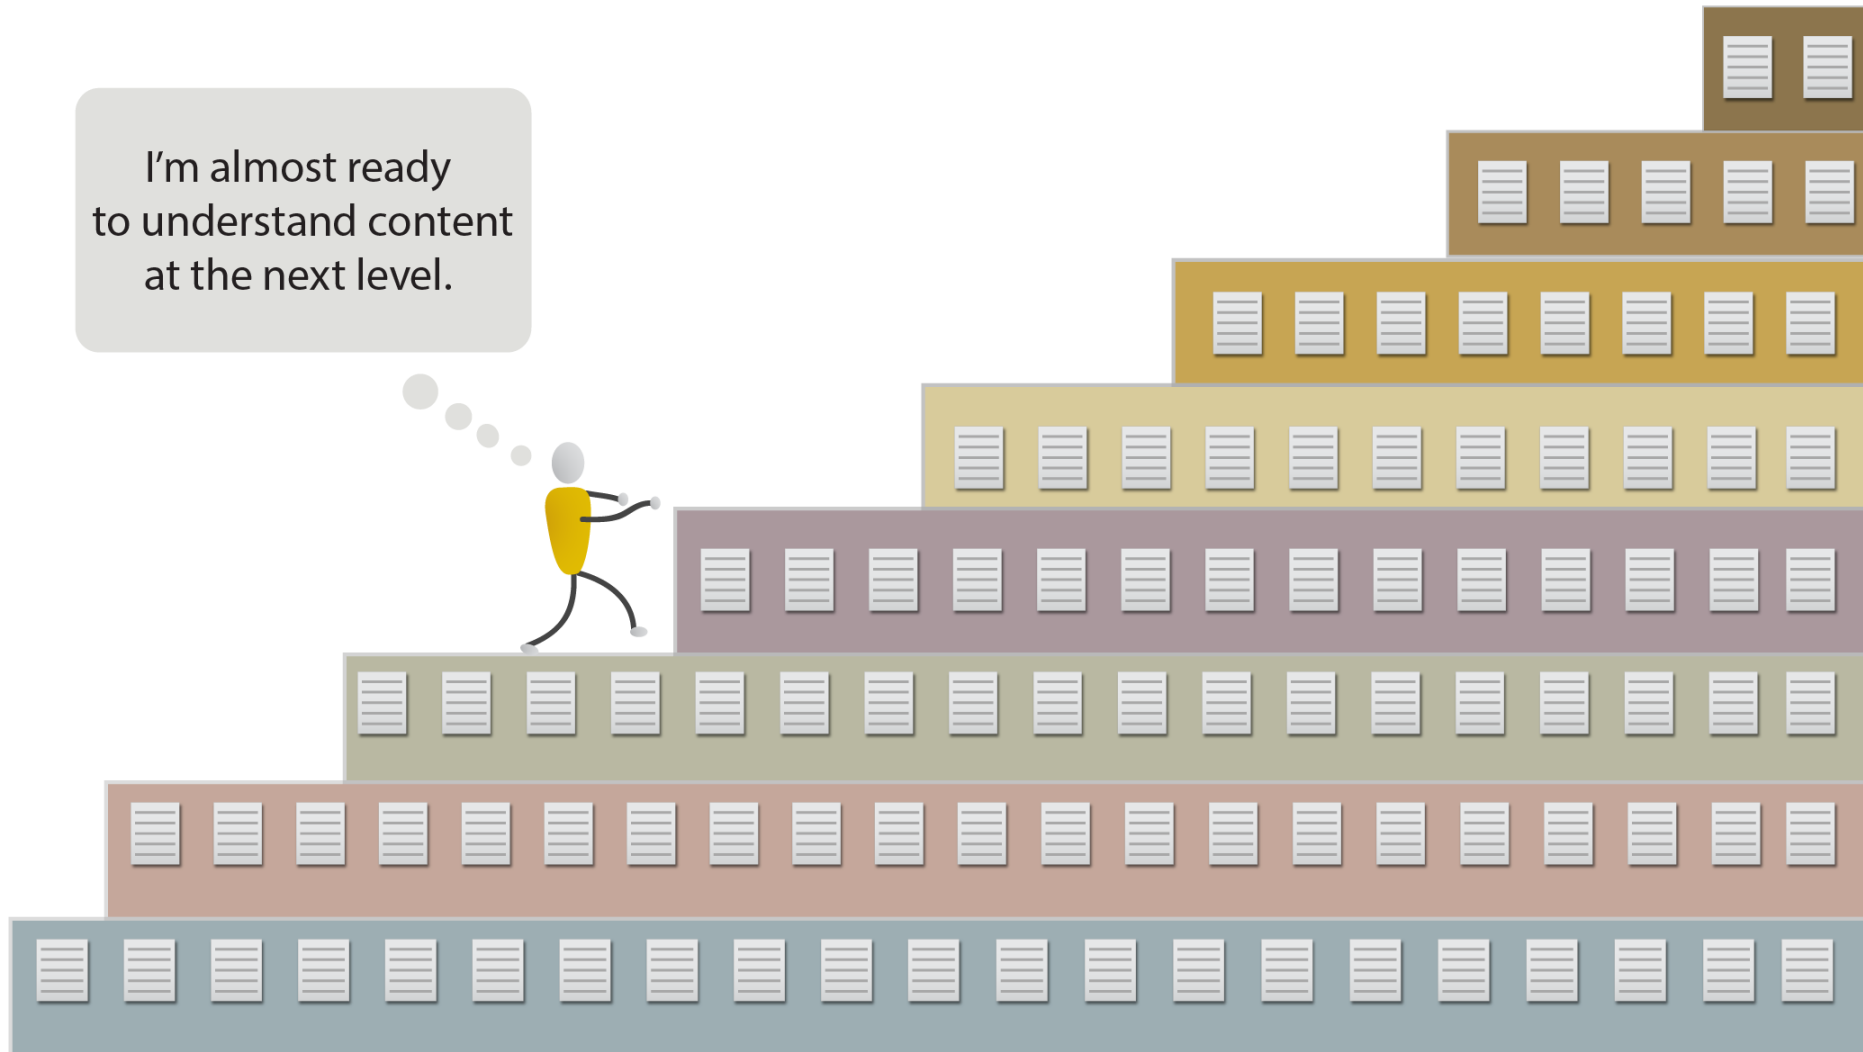 I’m almost ready
to understand content
at the next level.